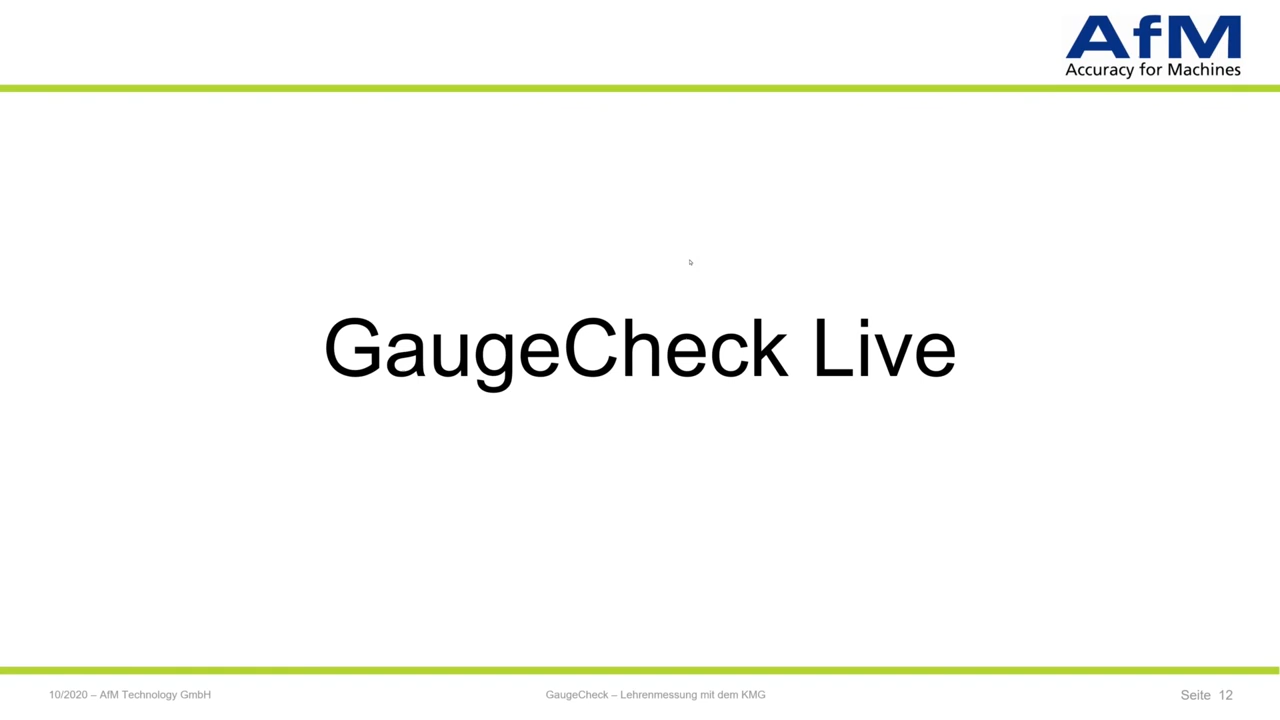 AfM
Accuracy for Machines
GaugeCheck Live
10/2020 – AfM Technology GmbH
GaugeCheck – Lehrenmessung mit dem KMG
Seite 12